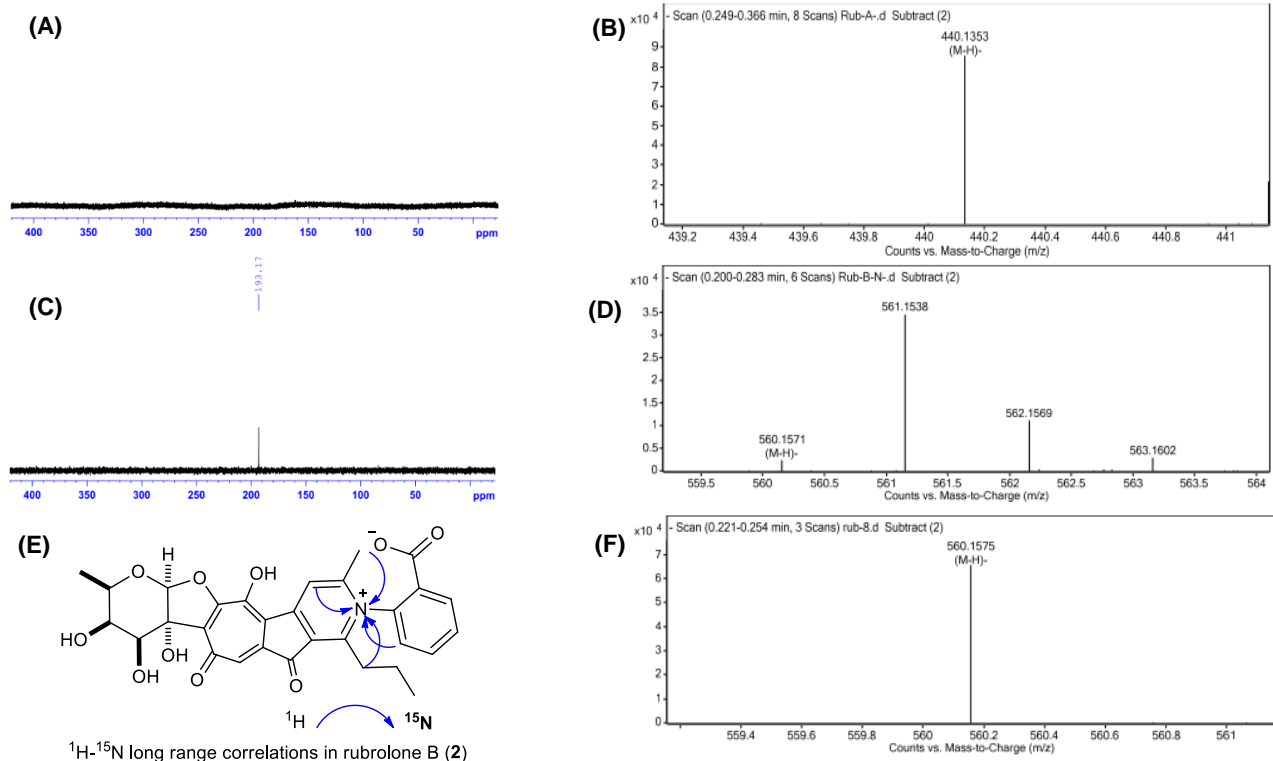 (A)
400 350 300 250 200 150 100 50 ppm
(B)
- Scan (0.249-0.366 min, 8 Scans) Rub-A-.d Subtract (2)
x10 4
440.1353
(M-H)-
9
8
7
6
5
4
3
2
1
0
439.2 439.4 439.6 439.8 440 440.2 440.4 440.6 440.8 441
Counts vs. Mass-to-Charge (m/z)
(C)
193.17
400 350 300 250 200 150 100 50 ppm
(D)
- Scan (0.200-0.283 min, 6 Scans) Rub-B-N-.d Subtract (2)
x10 4
561.1538
562.1569
560.1571
(M-H)-
563.1602
3.5
3
2.5
2
1.5
1
0.5
0
559.5 560 560.5 561 561.5 562 562.5 563 563.5 564
Counts vs. Mass-to-Charge (m/z)
(E)
H
O
O
OH
HO
OH
OH
O
O
N
+
−
O
O
¹H
¹⁵N
¹H-¹⁵N long range correlations in rubrolone B (2)
(F)
- Scan (0.221-0.254 min, 3 Scans) rub-8.d Subtract (2)
x10 4
560.1575
(M-H)-
7
6
5
4
3
2
1
0
559.4 559.6 559.8 560 560.2 560.4 560.6 560.8 561
Counts vs. Mass-to-Charge (m/z)